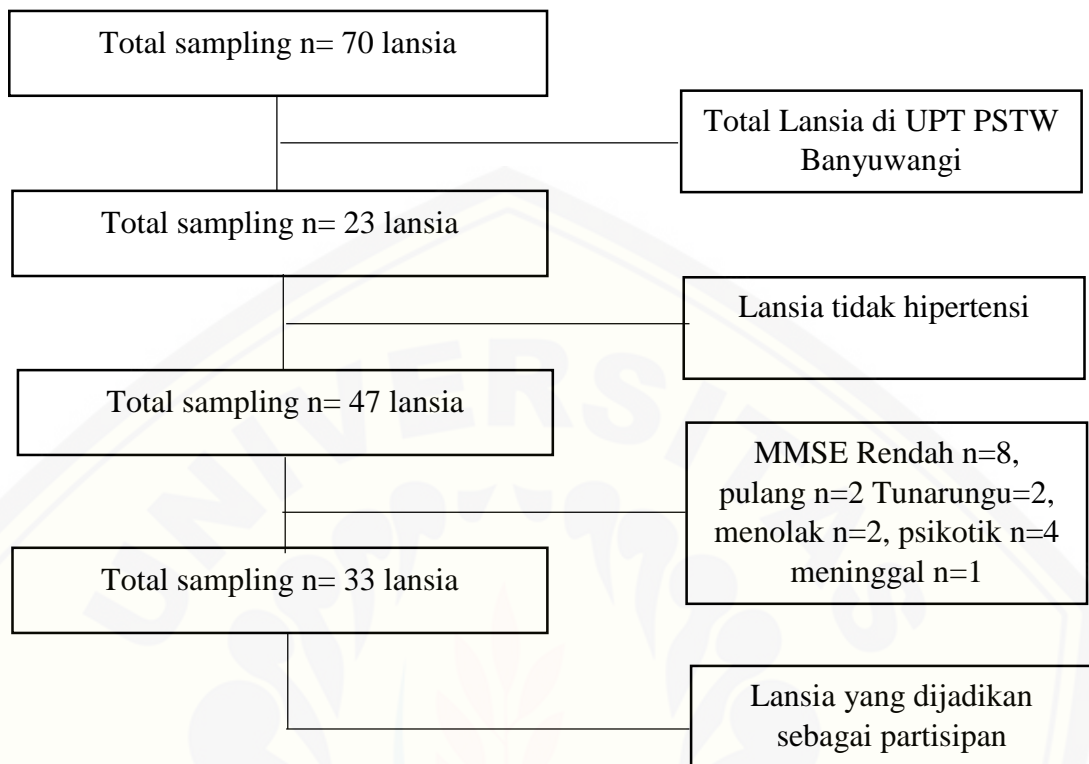 Total sampling n= 70 lansia
Total Lansia di UPT PSTW
Banyuwangi
Total sampling n= 23 lansia
Lansia tidak hipertensi
Total sampling n= 47 lansia
MMSE Rendah n=8,
pulang n=2 Tunarungu=2,
menolak n=2, psikotik n=4
meninggal n=1
Total sampling n= 33 lansia
Lansia yang dijadikan
sebagai partisipan
UNIVERSITAS